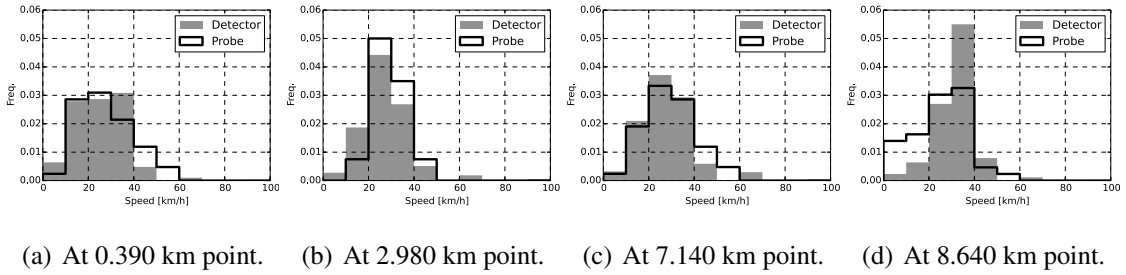 0.06
0.05
0.04
0.03
0.02
0.01
0.00
Freq.
0 20 40 60 80 100
Speed [km/h]
Detector
Probe
(a) At 0.390 km point.
0.06
0.05
0.04
0.03
0.02
0.01
0.00
Freq.
0 20 40 60 80 100
Speed [km/h]
Detector
Probe
(b) At 2.980 km point.
0.06
0.05
0.04
0.03
0.02
0.01
0.00
Freq.
0 20 40 60 80 100
Speed [km/h]
Detector
Probe
(c) At 7.140 km point.
0.06
0.05
0.04
0.03
0.02
0.01
0.00
Freq.
0 20 40 60 80 100
Speed [km/h]
Detector
Probe
(d) At 8.640 km point.